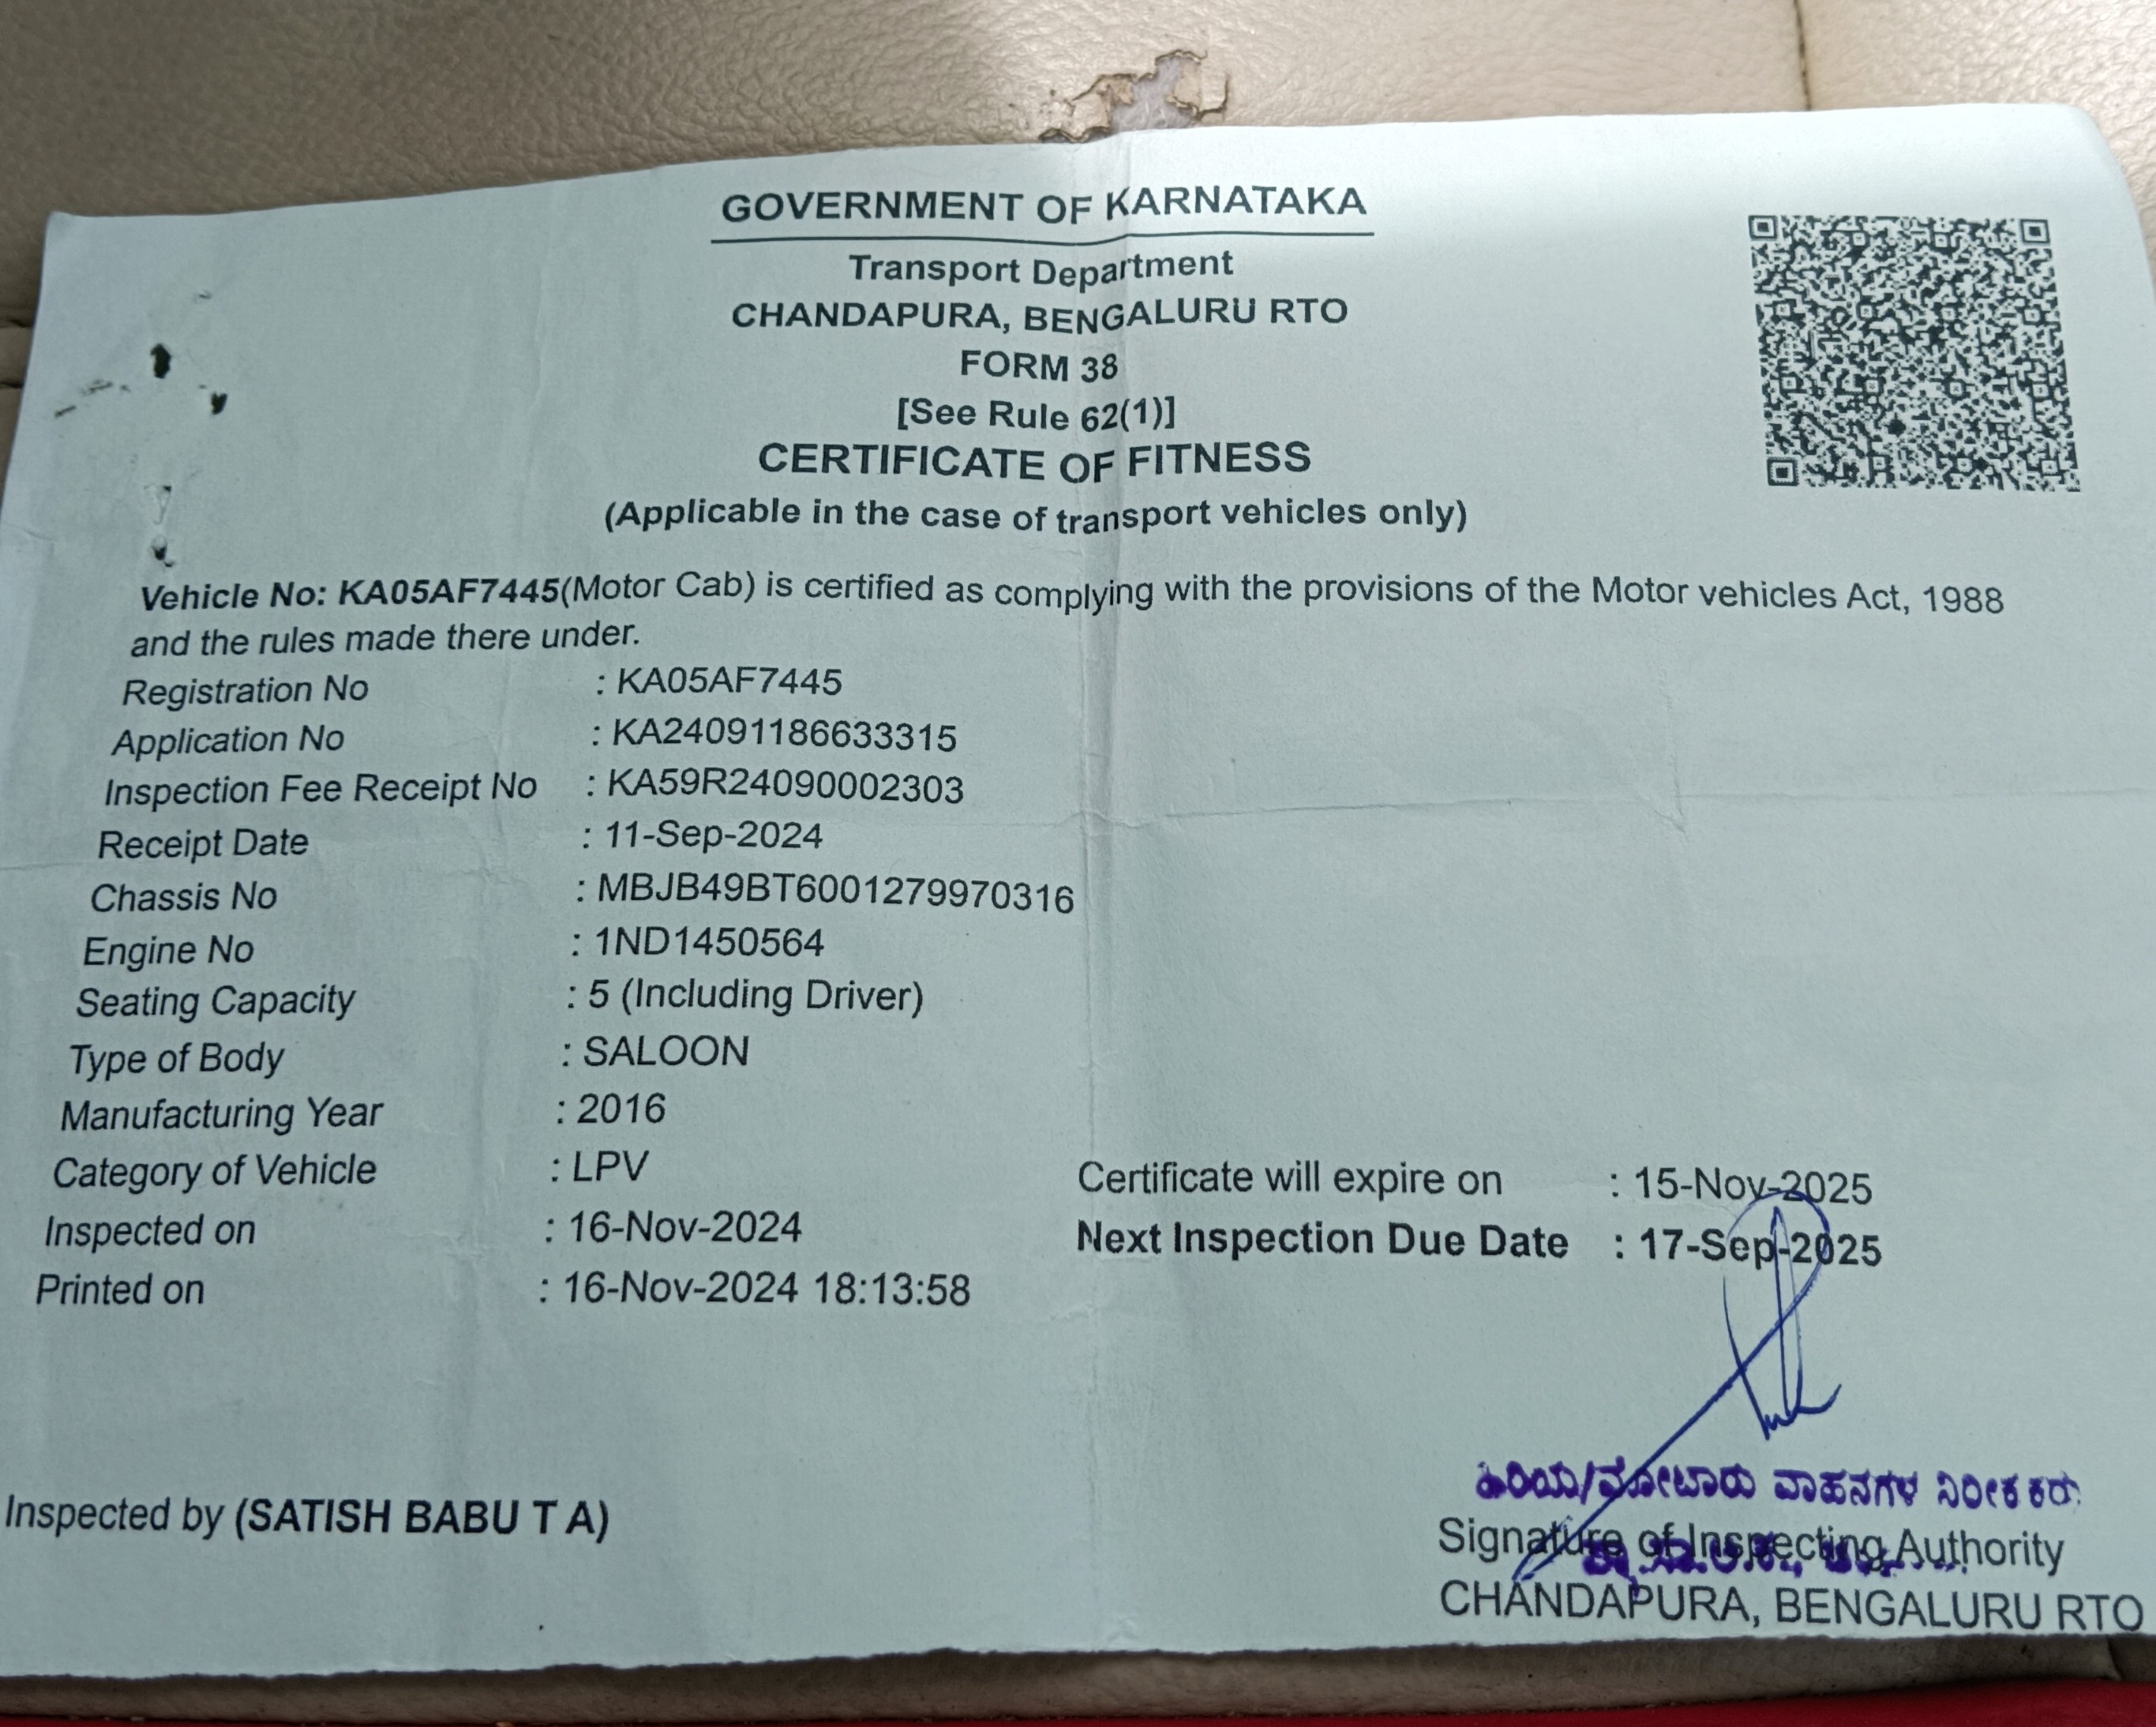 GOVERNMENT OF KARNATAKA
Transport Department
CHANDAPURA, BENGALURU RTO
FORM 38
[See Rule 62(1)]
CERTIFICATE OF FITNESS
(Applicable in the case of transport vehicles only)
Vehicle No: KA05AF7445(Motor Cab) is certified as complying with the provisions of the Motor vehicles Act, 1988
and the rules made there under.
Registration No : KA05AF7445
Application No : KA24091186633315
Inspection Fee Receipt No : KA59R24090002303
Receipt Date : 11-Sep-2024
Chassis No : MBJB49BT6001279970316
Engine No : 1ND1450564
Seating Capacity : 5 (Including Driver)
Type of Body : SALOON
Manufacturing Year : 2016
Category of Vehicle : LPV
Certificate will expire on : 15-Nov-2025
Inspected on : 16-Nov-2024
Next Inspection Due Date : 17-Sep-2025
Printed on : 16-Nov-2024 18:13:58
ಹಿರಿಯ/ಮೋಟಾರು ವಾಹನಗಳ ನಿರೀಕ್ಷಕರು
Inspected by (SATISH BABU T A)
Signature of Inspecting Authority
CHANDAPURA, BENGALURU RTO